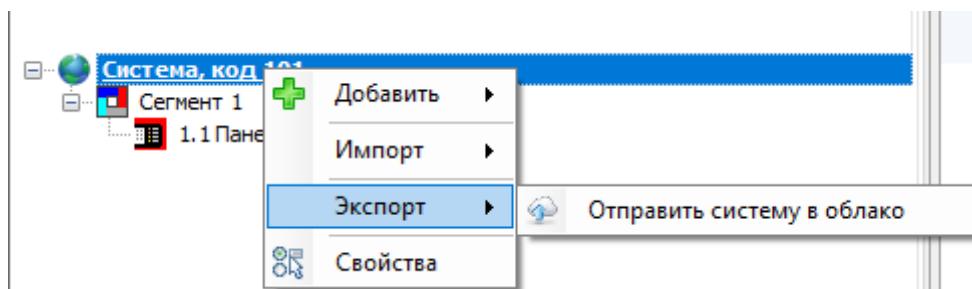 Система, код 101
Сегмент 1
1.1 Пане
Добавить
Импорт
Экспорт
Отправить систему в облако
Свойства